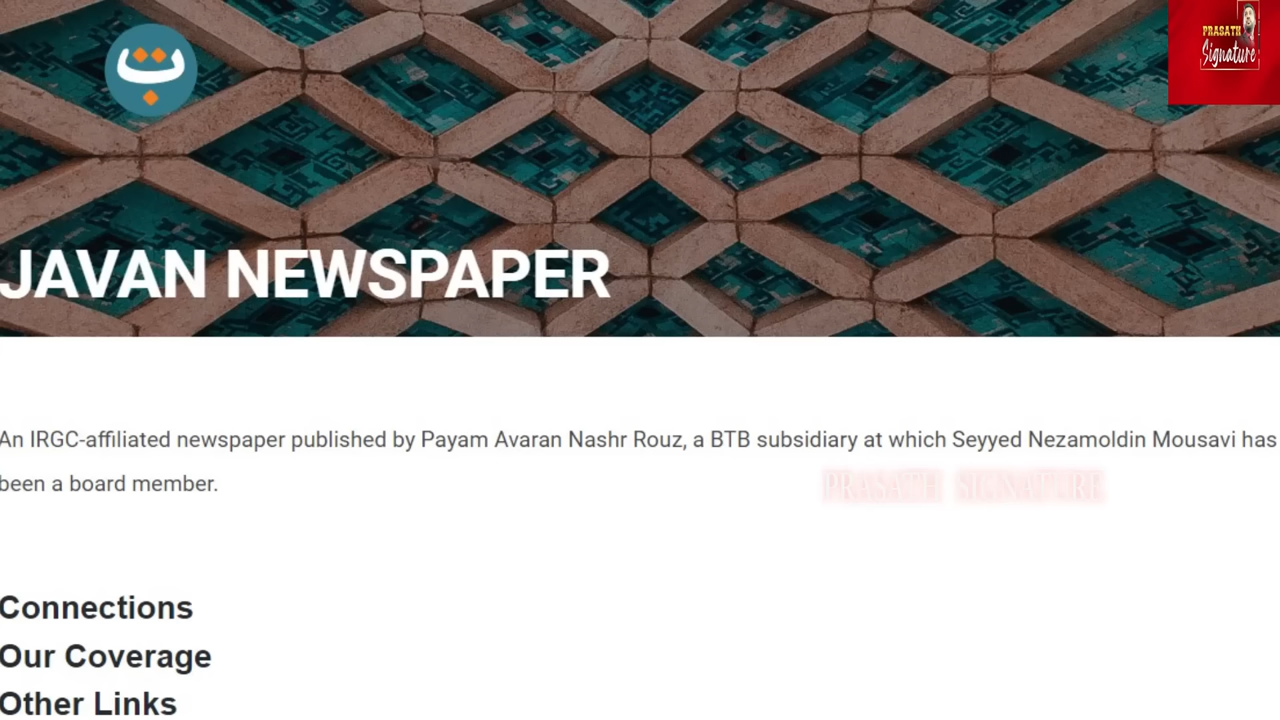 PRASATH
Signature
JAVAN NEWSPAPER
An IRGC-affiliated newspaper published by Payam Avaran Nashr Rouz, a BTB subsidiary at which Seyyed Nezamoldin Mousavi has
been a board member.
PRASATH SIGNATURE
Connections
Our Coverage
Other Links